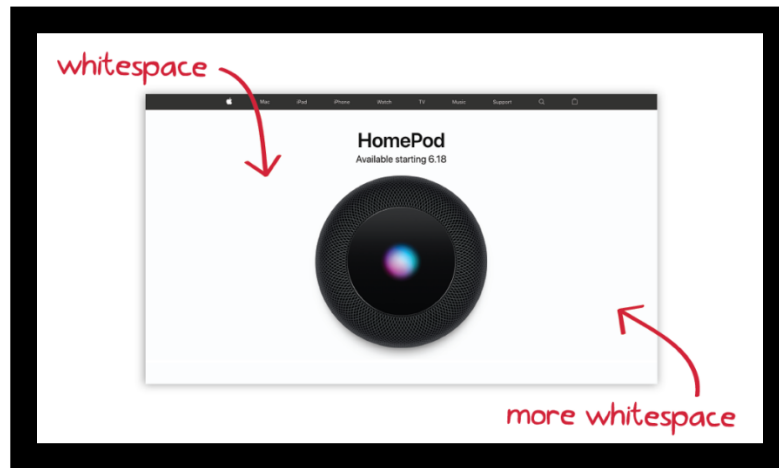 whitespace
Mac iPad iPhone Watch TV Music Support
HomePod
Available starting 6.18
more whitespace